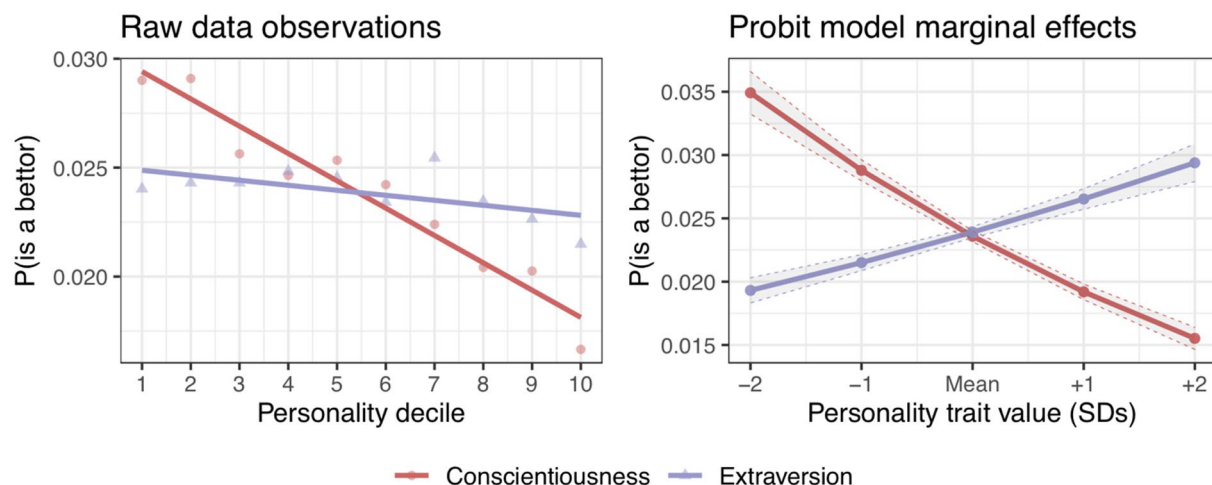 Raw data observations
P(is a bettor)
0.030
0.025
0.020
1 2 3 4 5 6 7 8 9 10
Personality decile
Probit model marginal effects
P(is a bettor)
0.035
0.030
0.025
0.020
0.015
−2 −1 Mean +1 +2
Personality trait value (SDs)
Conscientiousness Extraversion